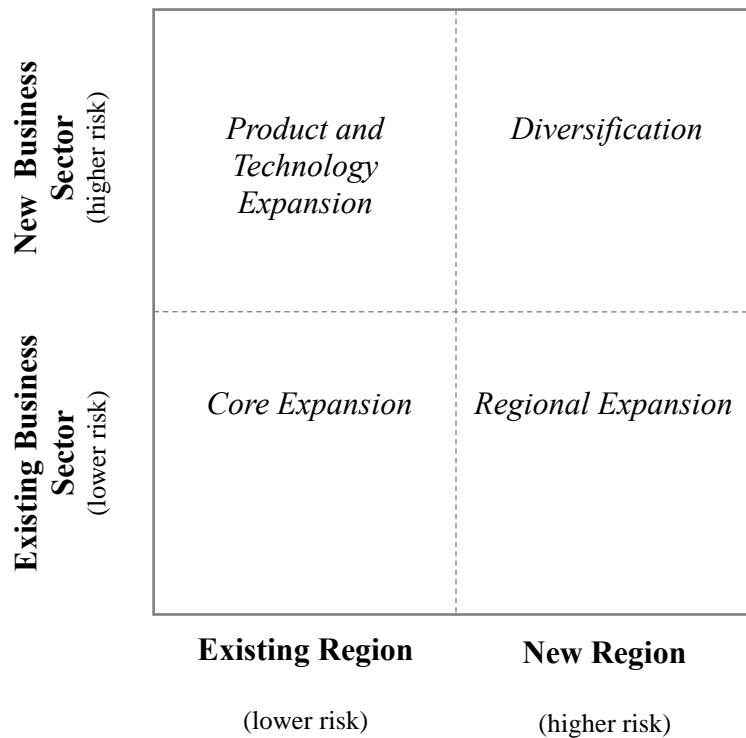 New Business
Sector
(higher risk)
Product and
Technology
Expansion
Diversification
Existing Business
Sector
(lower risk)
Core Expansion
Regional Expansion
Existing Region
New Region
(lower risk)
(higher risk)